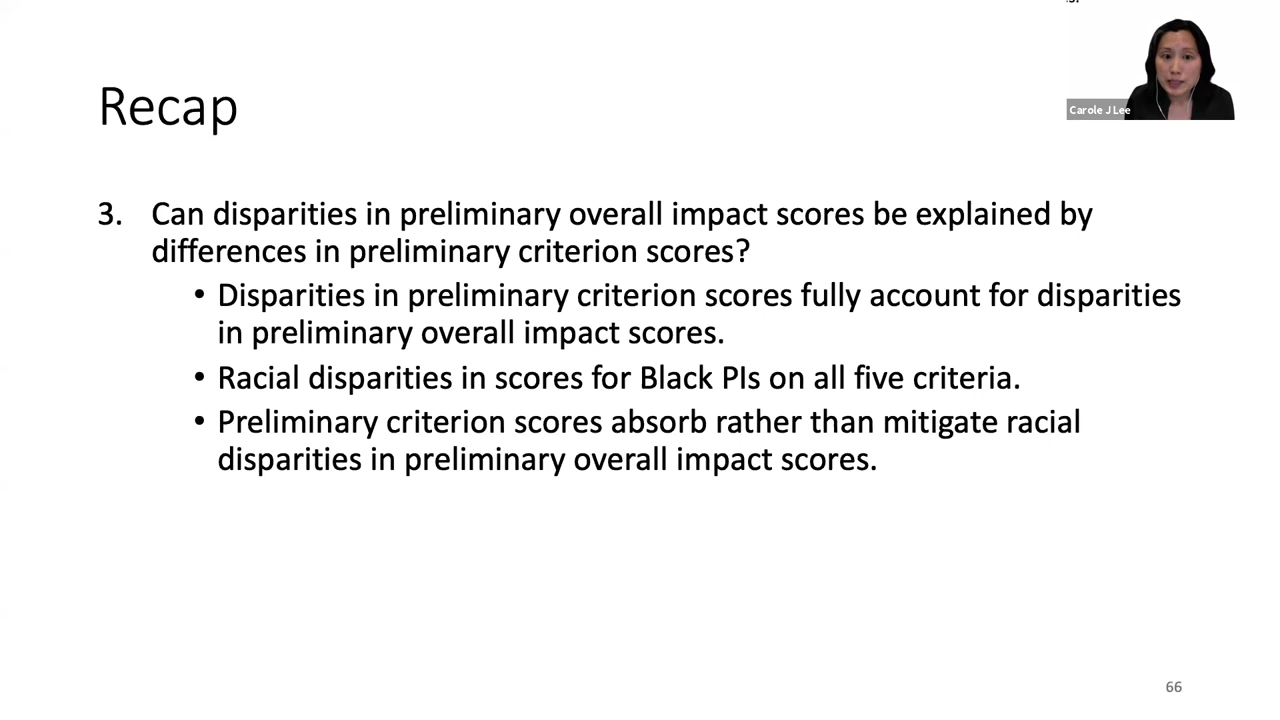 Recap
Carole J Lee
3. Can disparities in preliminary overall impact scores be explained by
differences in preliminary criterion scores?
• Disparities in preliminary criterion scores fully account for disparities
in preliminary overall impact scores.
• Racial disparities in scores for Black PIs on all five criteria.
• Preliminary criterion scores absorb rather than mitigate racial
disparities in preliminary overall impact scores.
66